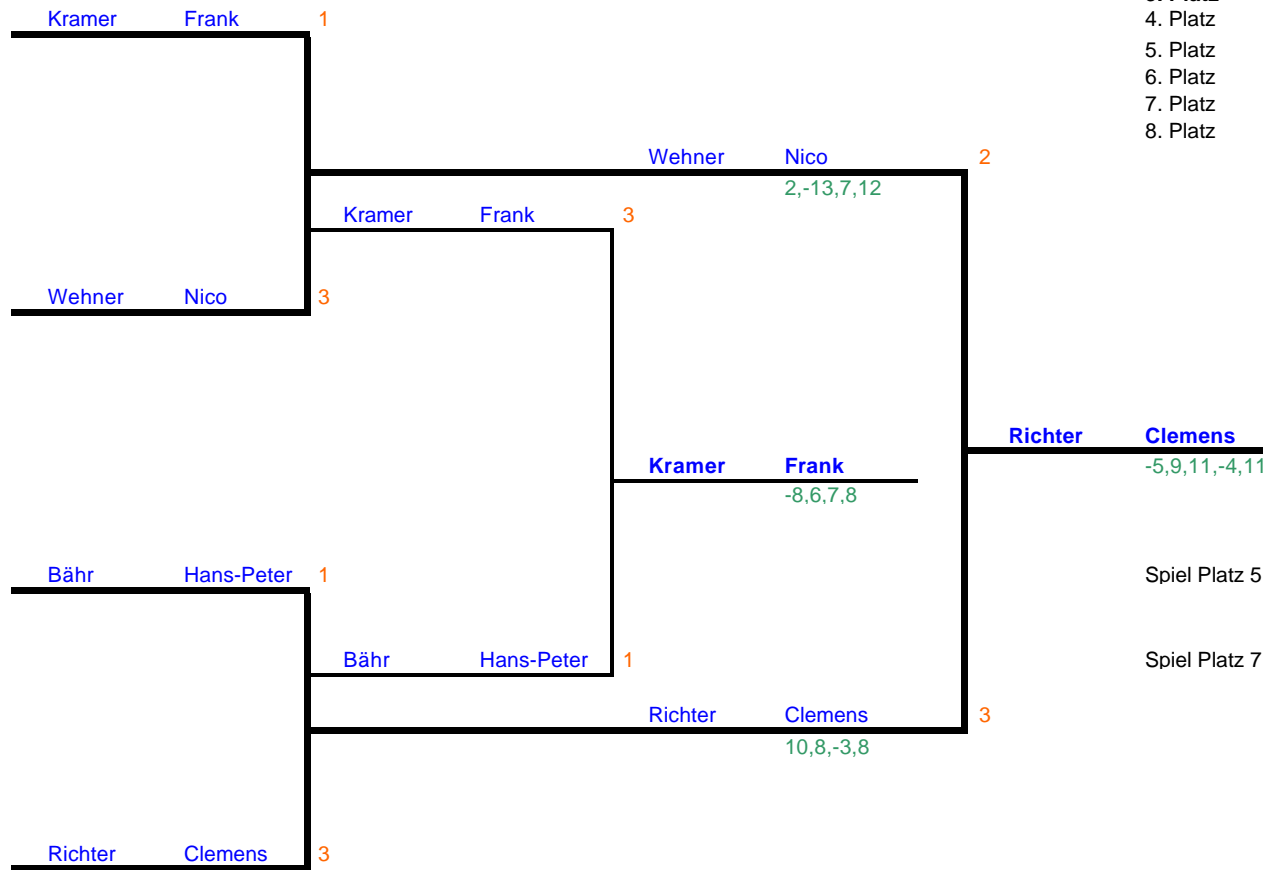 3. Platz
Kramer Frank 1
4. Platz
5. Platz
6. Platz
7. Platz
8. Platz
Wehner Nico 2
2,-13,7,12
Kramer Frank 3
Wehner Nico 3
Richter Clemens
-5,9,11,-4,11
Kramer Frank
-8,6,7,8
Bähr Hans-Peter 1
Spiel Platz 5
Bähr Hans-Peter 1
Spiel Platz 7
Richter Clemens 3
10,8,-3,8
Richter Clemens 3